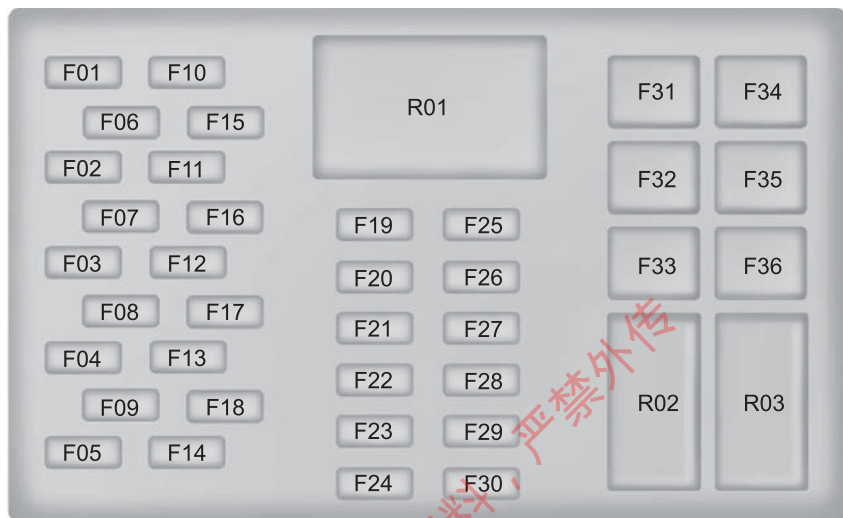 F01 F10
F06 F15
F02 F11
F07 F16
F03 F12
F08 F17
F04 F13
F09 F18
F05 F14
R01
F19 F25
F20 F26
F21 F27
F22 F28
F23 F29
F24 F30
F31 F34
F32 F35
F33 F36
R02 R03
料，严禁外传